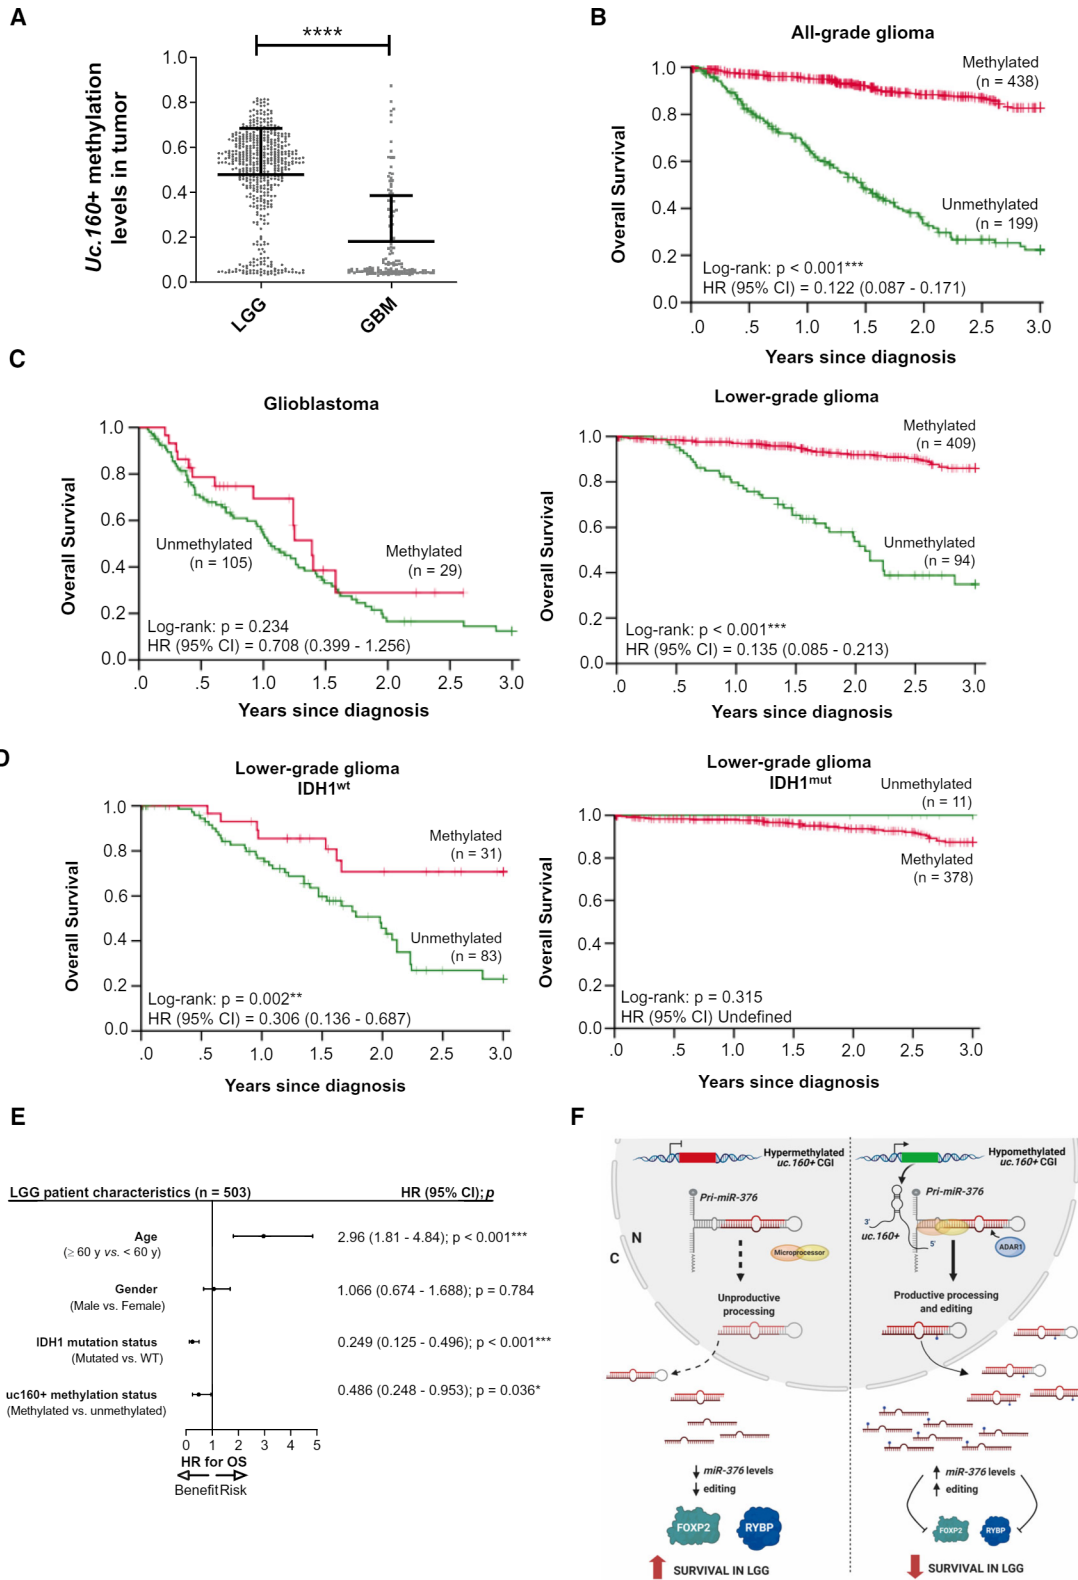 A
****
Uc.160+ methylation
levels in tumor
1.0
0.8
0.6
0.4
0.2
0.0
LGG
GBM
B
All-grade glioma
Overall Survival
1.0
0.8
0.6
0.4
0.2
0.0
Methylated
(n = 438)
Unmethylated
(n = 199)
Log-rank: p < 0.001***
HR (95% CI) = 0.122 (0.087 - 0.171)
.0 .5 1.0 1.5 2.0 2.5 3.0
Years since diagnosis
C
Glioblastoma
Overall Survival
1.0
0.8
0.6
0.4
0.2
0.0
Unmethylated
(n = 105)
Methylated
(n = 29)
Log-rank: p = 0.234
HR (95% CI) = 0.708 (0.399 - 1.256)
.0 .5 1.0 1.5 2.0 2.5 3.0
Years since diagnosis
Lower-grade glioma
Overall Survival
1.0
0.8
0.6
0.4
0.2
0.0
Methylated
(n = 409)
Unmethylated
(n = 94)
Log-rank: p < 0.001***
HR (95% CI) = 0.135 (0.085 - 0.213)
.0 .5 1.0 1.5 2.0 2.5 3.0
Years since diagnosis
D
Lower-grade glioma
IDH1wt
Overall Survival
1.0
0.8
0.6
0.4
0.2
0.0
Methylated
(n = 31)
Unmethylated
(n = 83)
Log-rank: p = 0.002**
HR (95% CI) = 0.306 (0.136 - 0.687)
.0 .5 1.0 1.5 2.0 2.5 3.0
Years since diagnosis
Lower-grade glioma
IDH1mut
Overall Survival
1.0
0.8
0.6
0.4
0.2
0.0
Unmethylated
(n = 11)
Methylated
(n = 378)
Log-rank: p = 0.315
HR (95% CI) Undefined
.0 .5 1.0 1.5 2.0 2.5 3.0
Years since diagnosis
E
LGG patient characteristics (n = 503) HR (95% CI); p
Age
(≥ 60 y vs. < 60 y)
2.96 (1.81 - 4.84); p < 0.001***
Gender
(Male vs. Female)
1.066 (0.674 - 1.688); p = 0.784
IDH1 mutation status
(Mutated vs. WT)
0.249 (0.125 - 0.496); p < 0.001***
uc160+ methylation status
(Methylated vs. unmethylated)
0.486 (0.248 - 0.953); p = 0.036*
0 1 2 3 4 5
HR for OS
Benefit Risk
F
Hypermethylated
uc.160+ CGI
Pri-miR-376
N
C
Microprocessor
Unproductive
processing
miR-376 levels
editing
FOXP2
RYBP
SURVIVAL IN LGG
Hypomethylated
uc.160+ CGI
Pri-miR-376
3'
uc.160+
5'
ADAR1
Productive processing
and editing
miR-376 levels
editing
FOXP2
RYBP
SURVIVAL IN LGG